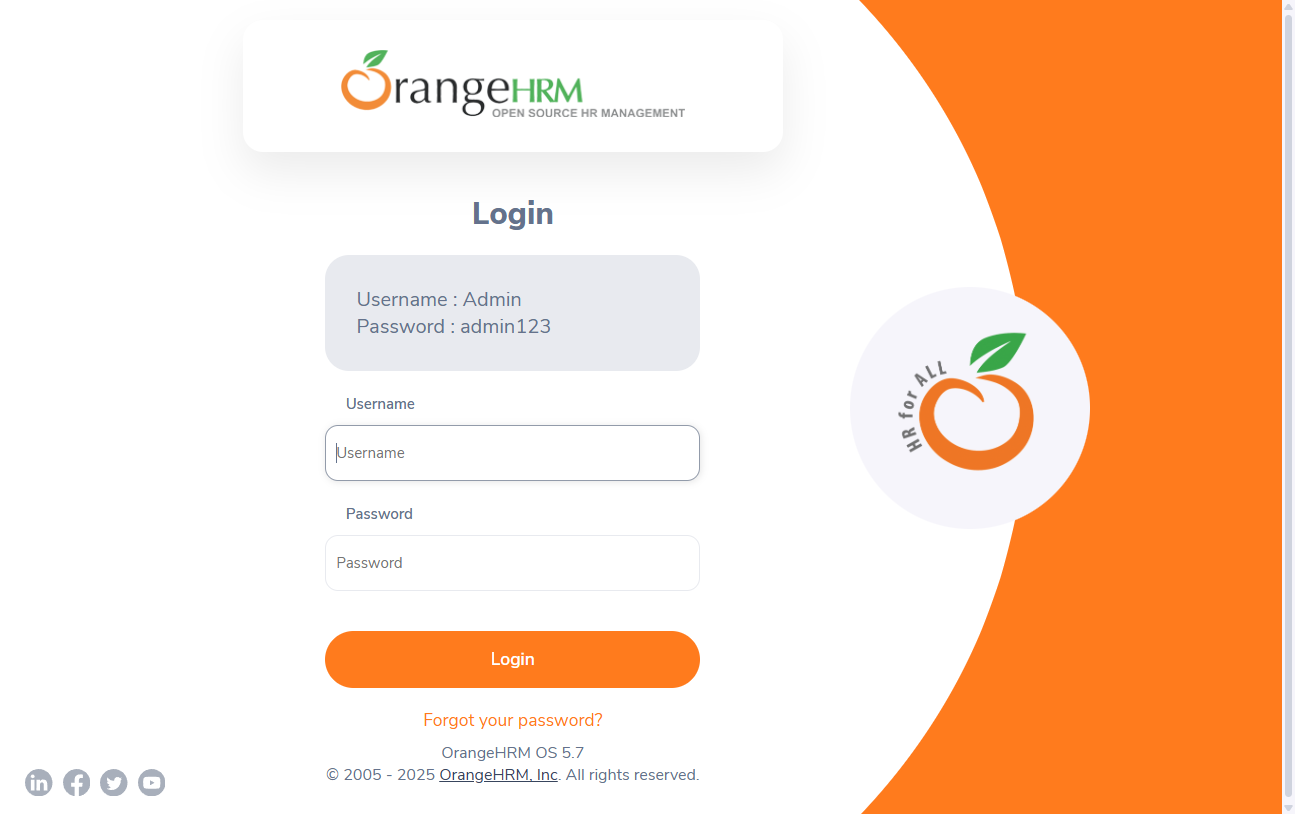 OrangeHRM
OPEN SOURCE HR MANAGEMENT
Login
Username : Admin
Password : admin123
Username
Username
Password
Password
Login
Forgot your password?
OrangeHRM OS 5.7
© 2005 - 2025 OrangeHRM, Inc. All rights reserved.
HR for ALL